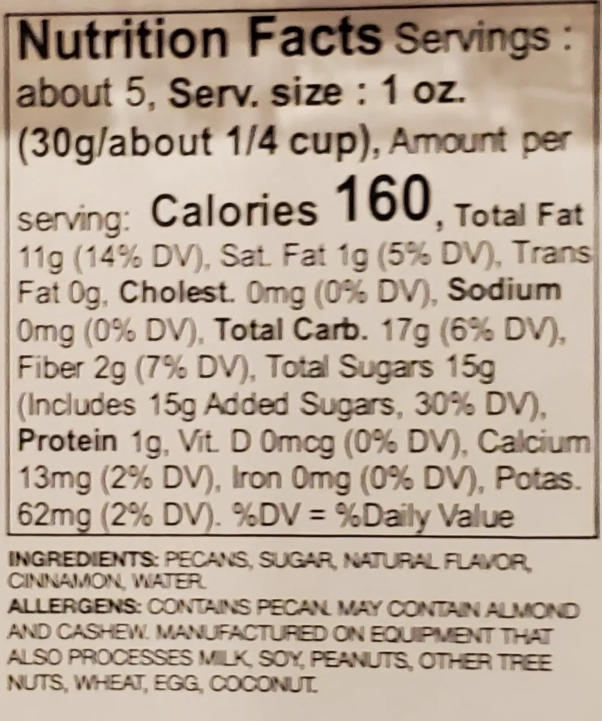 Nutrition Facts Servings :
about 5, Serv. size : 1 oz.
(30g/about 1/4 cup), Amount per
serving: Calories 160, Total Fat
11g (14% DV), Sat. Fat 1g (5% DV), Trans
Fat 0g, Cholest. 0mg (0% DV), Sodium
0mg (0% DV), Total Carb. 17g (6% DV),
Fiber 2g (7% DV), Total Sugars 15g
(Includes 15g Added Sugars, 30% DV),
Protein 1g, Vit. D 0mcg (0% DV), Calcium
13mg (2% DV), Iron 0mg (0% DV), Potas.
62mg (2% DV). %DV = %Daily Value
INGREDIENTS: PECANS, SUGAR, NATURAL FLAVOR,
CINNAMON, WATER.
ALLERGENS: CONTAINS PECAN. MAY CONTAIN ALMOND
AND CASHEW. MANUFACTURED ON EQUIPMENT THAT
ALSO PROCESSES MILK, SOY, PEANUTS, OTHER TREE
NUTS, WHEAT, EGG, COCONUT.